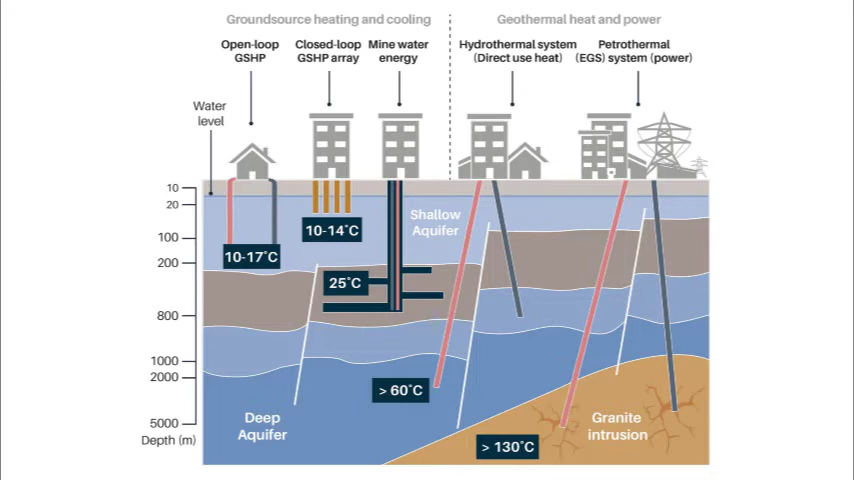 Groundsource heating and cooling
Geothermal heat and power
Open-loop
GSHP
Closed-loop
GSHP array
Mine water
energy
Hydrothermal system
(Direct use heat)
Petrothermal
(EGS) system (power)
Water
level
10
20
100
200
800
1000
2000
5000
Depth (m)
10-17°C
10-14°C
25°C
Shallow
Aquifer
> 60°C
Deep
Aquifer
> 130°C
Granite
intrusion